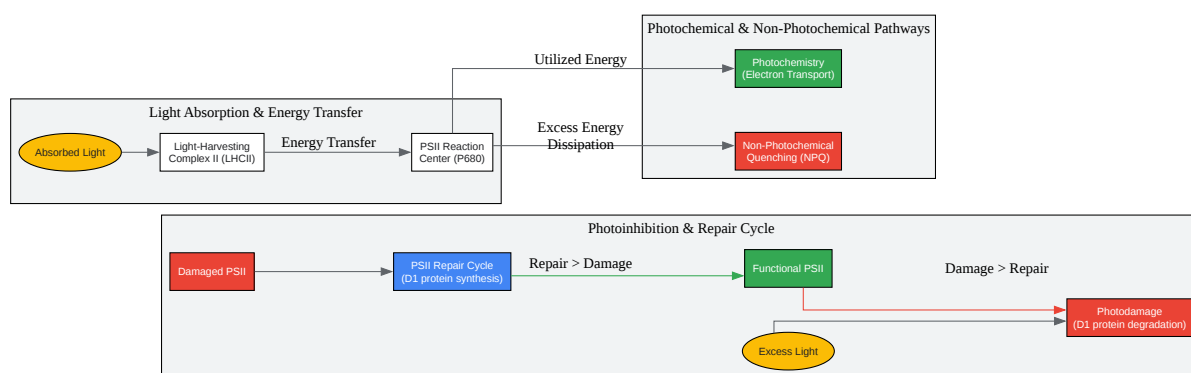 Photochemical & Non-Photochemical Pathways
Utilized Energy
Photochemistry
(Electron Transport)
Light Absorption & Energy Transfer
Absorbed Light
Light-Harvesting
Complex II (LHCII)
Energy Transfer
PSII Reaction
Center (P680)
Excess Energy
Dissipation
Non-Photochemical
Quenching (NPQ)
Photoinhibition & Repair Cycle
Damaged PSII
PSII Repair Cycle
(D1 protein synthesis)
Repair > Damage
Functional PSII
Damage > Repair
Photodamage
(D1 protein degradation)
Excess Light